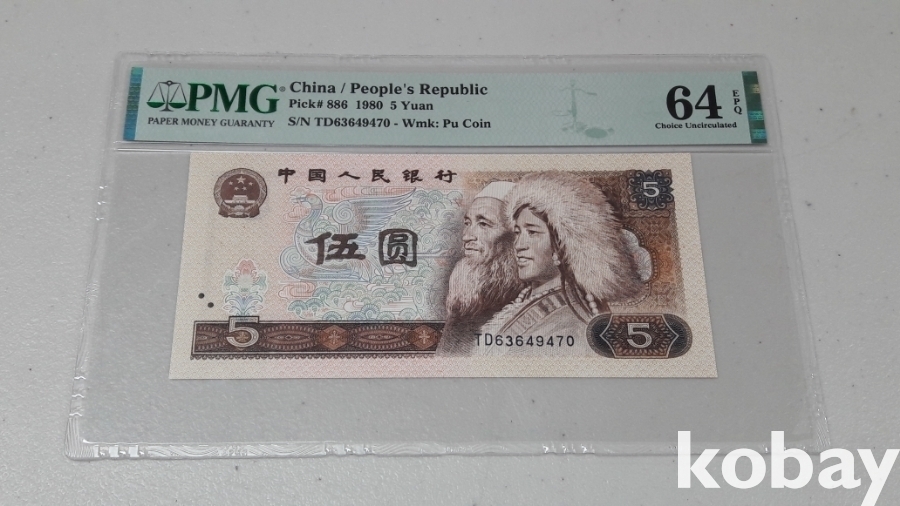 PMG
PAPER MONEY GUARANTY
China / People's Republic
Pick# 886 1980 5 Yuan
S/N TD63649470 - Wmk: Pu Coin
64 EPQ
Choice Uncirculated
中国人民银行
5
伍圆
5
TD63649470
5
kobay